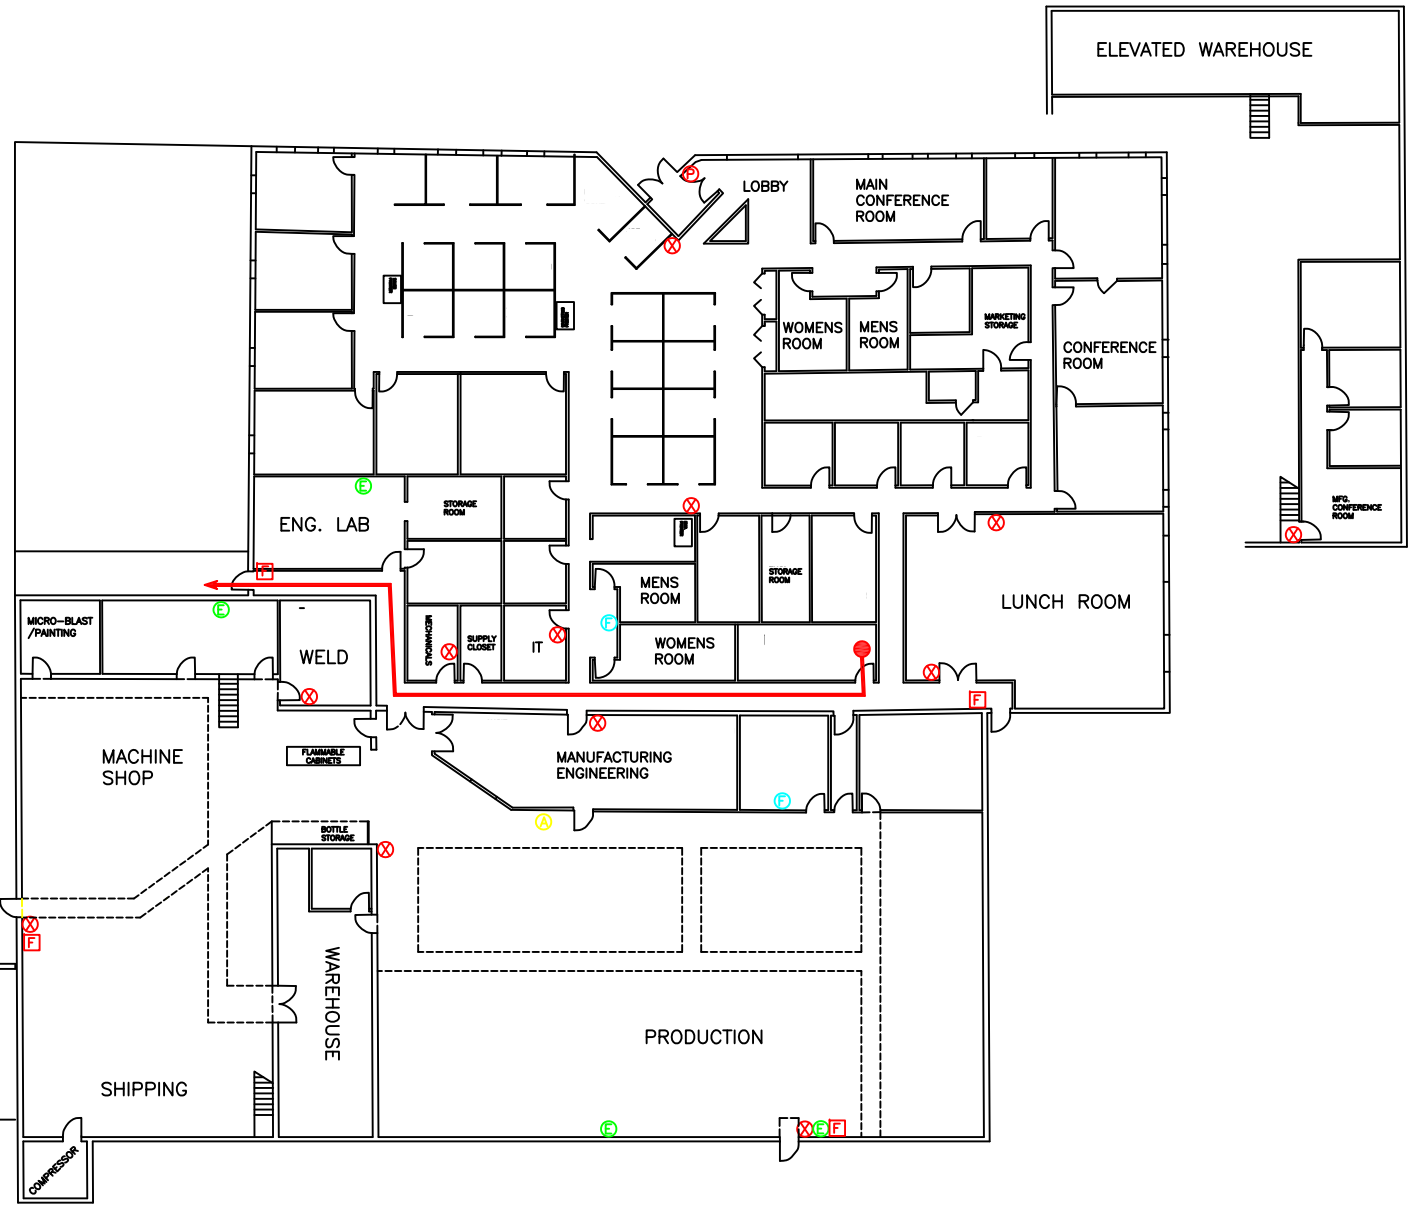 ELEVATED WAREHOUSE
P
LOBBY
MAIN
CONFERENCE
ROOM
X
WOMENS
ROOM
MENS
ROOM
MARKETING
STORAGE
CONFERENCE
ROOM
E
STORAGE
ROOM
ENG. LAB
X
X
MFG.
CONFERENCE
ROOM
X
F
MENS
ROOM
STORAGE
ROOM
LUNCH ROOM
E
MICRO-BLAST
/PAINTING
F
MECHANICALS
SUPPLY
CLOSET
IT
X
X
WOMENS
ROOM
WELD
X
X
F
X
MACHINE
SHOP
FLAMMABLE
CABINETS
MANUFACTURING
ENGINEERING
F
A
BOTTLE
STORAGE
X
X
F
WAREHOUSE
PRODUCTION
SHIPPING
E
X
E
F
COMPRESSOR